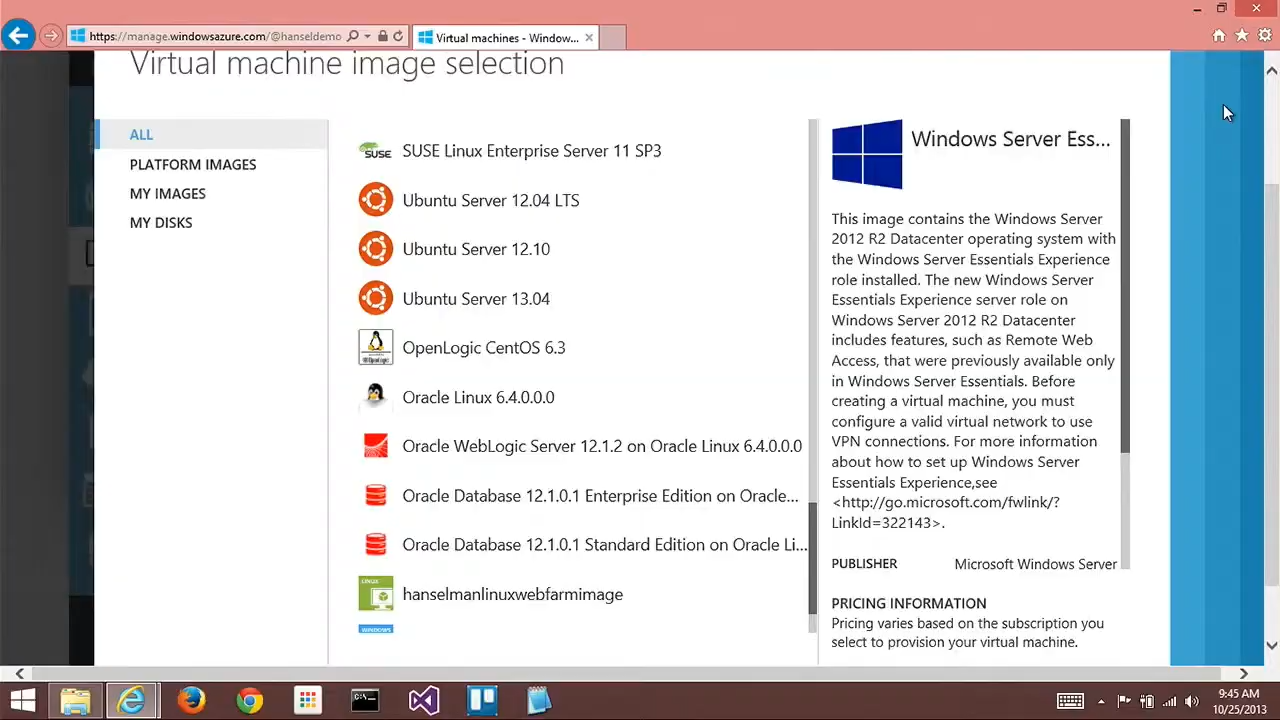 https://manage.windowsazure.com/@hanseldemo
Virtual machines - Window...
Virtual machine image selection
ALL
PLATFORM IMAGES
MY IMAGES
MY DISKS
SUSE
SUSE Linux Enterprise Server 11 SP3
Ubuntu Server 12.04 LTS
Ubuntu Server 12.10
Ubuntu Server 13.04
OpenLogic CentOS 6.3
Oracle Linux 6.4.0.0.0
Oracle WebLogic Server 12.1.2 on Oracle Linux 6.4.0.0.0
Oracle Database 12.1.0.1 Enterprise Edition on Oracle...
Oracle Database 12.1.0.1 Standard Edition on Oracle Li...
LINUX
hanselmanlinuxwebfarmimage
WINDOWS
Windows Server Ess...
This image contains the Windows Server
2012 R2 Datacenter operating system with
the Windows Server Essentials Experience
role installed. The new Windows Server
Essentials Experience server role on
Windows Server 2012 R2 Datacenter
includes features, such as Remote Web
Access, that were previously available only
in Windows Server Essentials. Before
creating a virtual machine, you must
configure a valid virtual network to use
VPN connections. For more information
about how to set up Windows Server
Essentials Experience,see
<http://go.microsoft.com/fwlink/?
LinkId=322143>.
PUBLISHER Microsoft Windows Server
PRICING INFORMATION
Pricing varies based on the subscription you
select to provision your virtual machine.
9:45 AM
10/25/2013